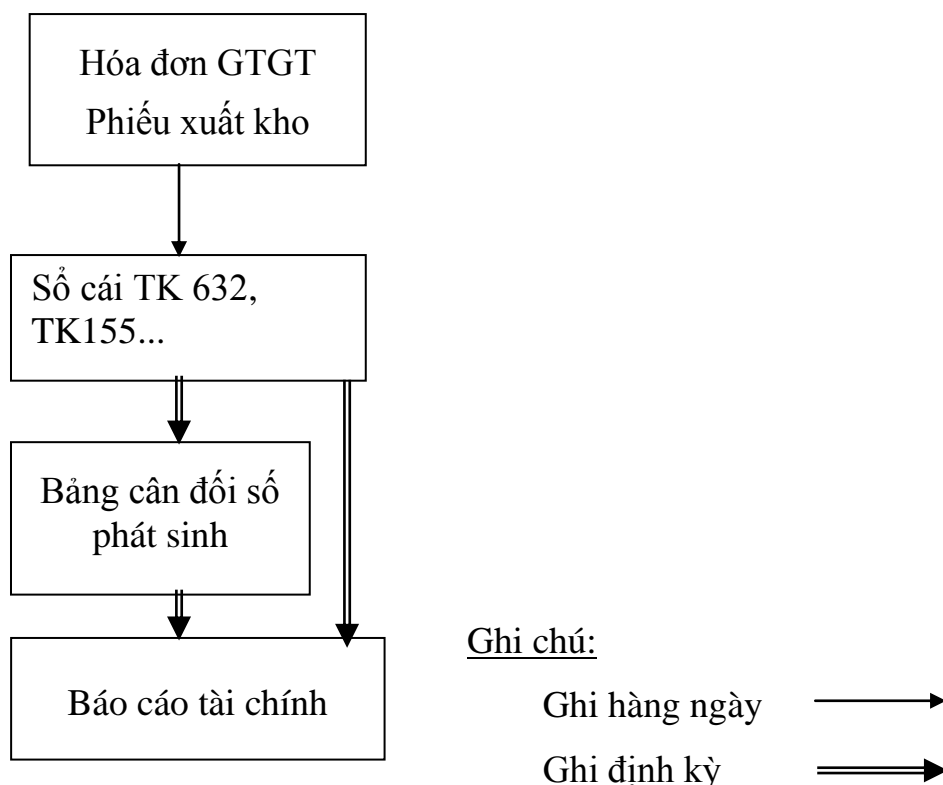 Hóa đơn GTGT
Phiếu xuất kho
Sổ cái TK 632,
TK155...
Bảng cân đối số
phát sinh
Báo cáo tài chính
Ghi chú:
Ghi hàng ngày
Ghi định kỳ